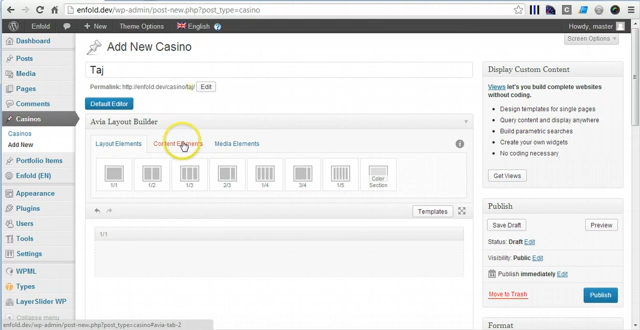 enfold.dev/wp-admin/post-new.php?post_type=casino
Enfold
+ New
Theme Options
English
Howdy, master
Dashboard
Posts
Media
Pages
Comments
Casinos
Casinos
Add New
Portfolio Items
Enfold (EN)
Appearance
Plugins
Users
Tools
Settings
WPML
Types
LayerSlider WP
Collapse menu
Screen Options
Add New Casino
Taj
Permalink: http://enfold.dev/casino/taj/ Edit
Default Editor
Avia Layout Builder
Layout Elements Content Elements Media Elements
1/1 1/2 1/3 2/3 1/4 3/4 1/5 Color Section
Templates
1/1
Display Custom Content
Views let's you build complete websites
without coding.
• Design templates for single pages
• Query content and display anywhere
• Build parametric searches
• Create your own widgets
• No coding necessary
Get Views
Publish
Save Draft Preview
Status: Draft Edit
Visibility: Public Edit
Publish immediately Edit
Move to Trash Publish
Format
enfold.dev/wp-admin/post-new.php?post_type=casino#avia-tab-2